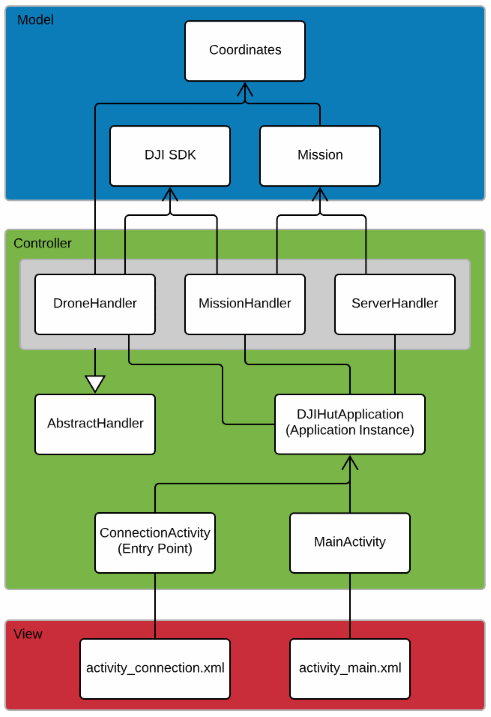 Model
Coordinates
DJI SDK
Mission
Controller
DroneHandler
MissionHandler
ServerHandler
AbstractHandler
DJIHutApplication
(Application Instance)
ConnectionActivity
(Entry Point)
MainActivity
View
activity_connection.xml
activity_main.xml